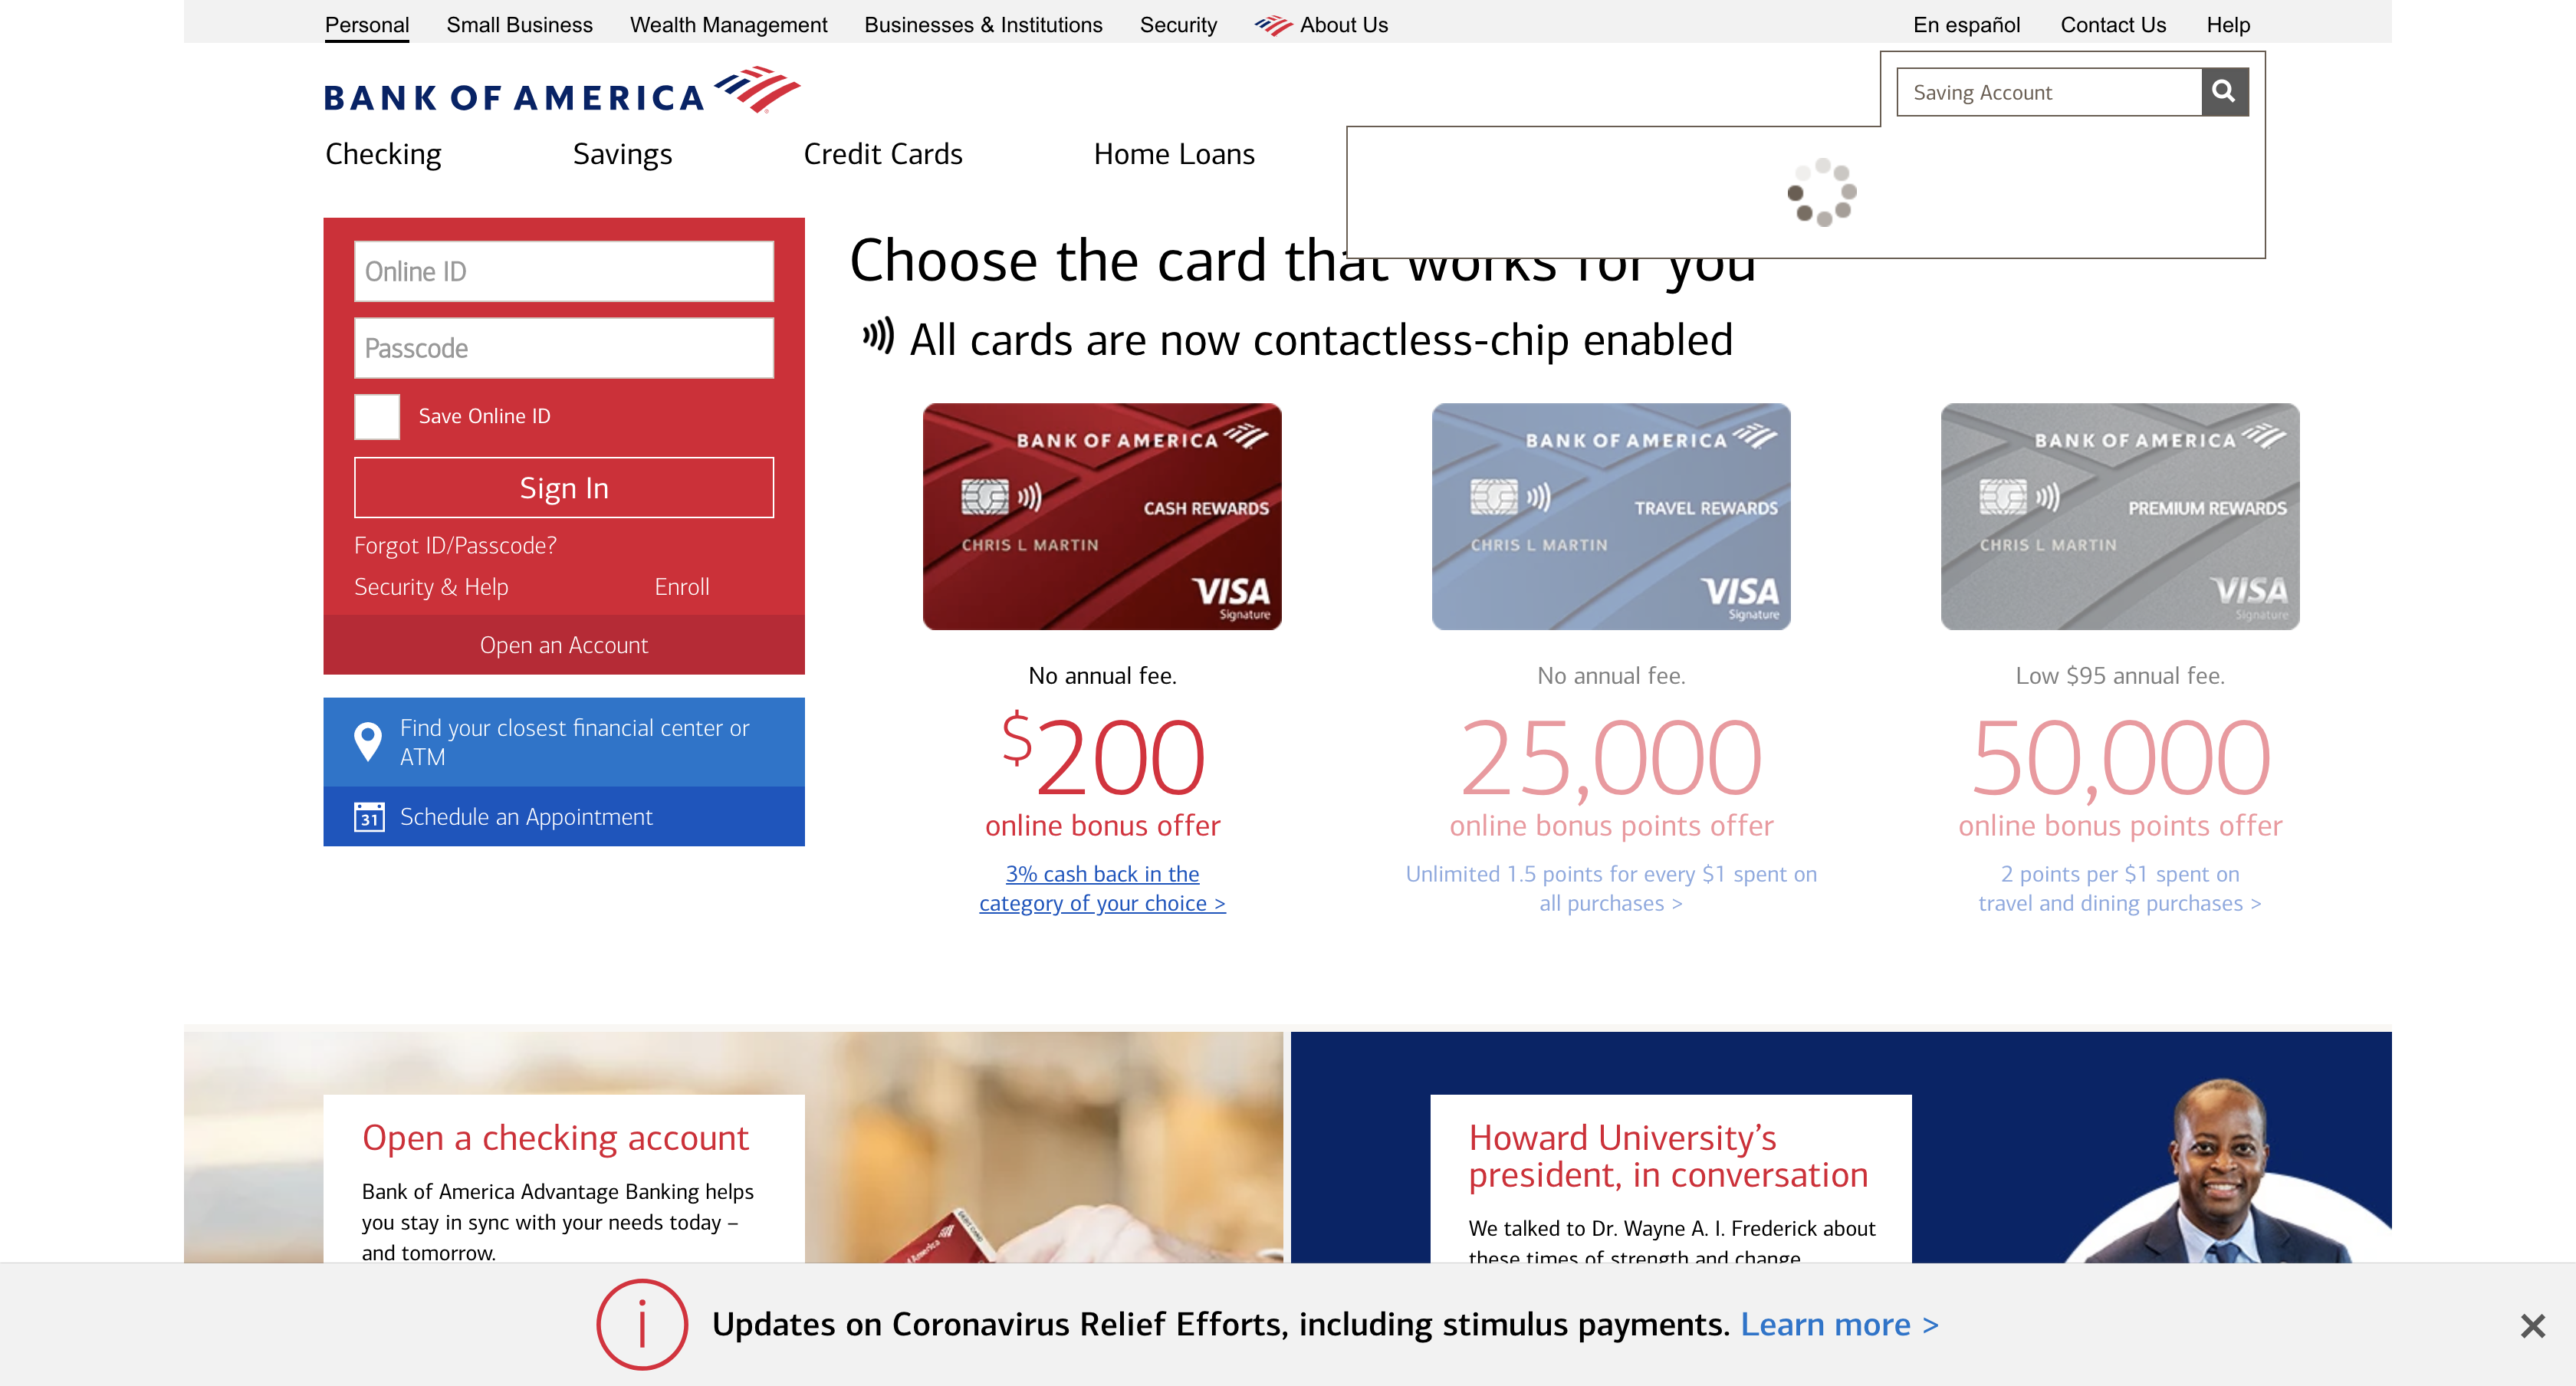 Personal Small Business Wealth Management Businesses & Institutions Security About Us En español Contact Us Help
BANK OF AMERICA
Saving Account
Checking Savings Credit Cards Home Loans
Online ID
Passcode
Save Online ID
Sign In
Forgot ID/Passcode?
Security & Help Enroll
Open an Account
Find your closest financial center or
ATM
31 Schedule an Appointment
Choose the card that works for you
All cards are now contactless-chip enabled
BANK OF AMERICA
CASH REWARDS
CHRIS L MARTIN
VISA
Signature
No annual fee.
$200
online bonus offer
3% cash back in the
category of your choice >
BANK OF AMERICA
TRAVEL REWARDS
CHRIS L MARTIN
VISA
Signature
No annual fee.
25,000
online bonus points offer
Unlimited 1.5 points for every $1 spent on
all purchases >
BANK OF AMERICA
PREMIUM REWARDS
CHRIS L MARTIN
VISA
Signature
Low $95 annual fee.
50,000
online bonus points offer
2 points per $1 spent on
travel and dining purchases >
Open a checking account
Bank of America Advantage Banking helps
you stay in sync with your needs today –
and tomorrow.
Howard University’s
president, in conversation
We talked to Dr. Wayne A. I. Frederick about
these times of strength and change
Updates on Coronavirus Relief Efforts, including stimulus payments. Learn more >